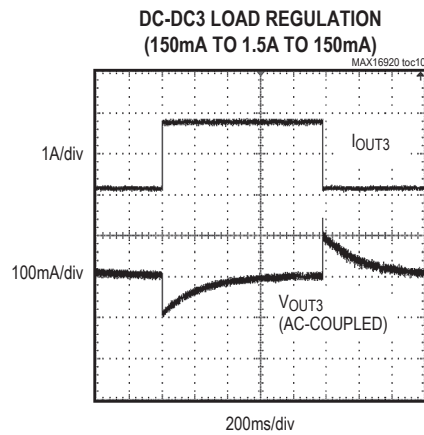 DC-DC3 LOAD REGULATION
(150mA TO 1.5A TO 150mA)
MAX16920 toc10
1A/div
IOUT3
100mA/div
VOUT3
(AC-COUPLED)
200ms/div